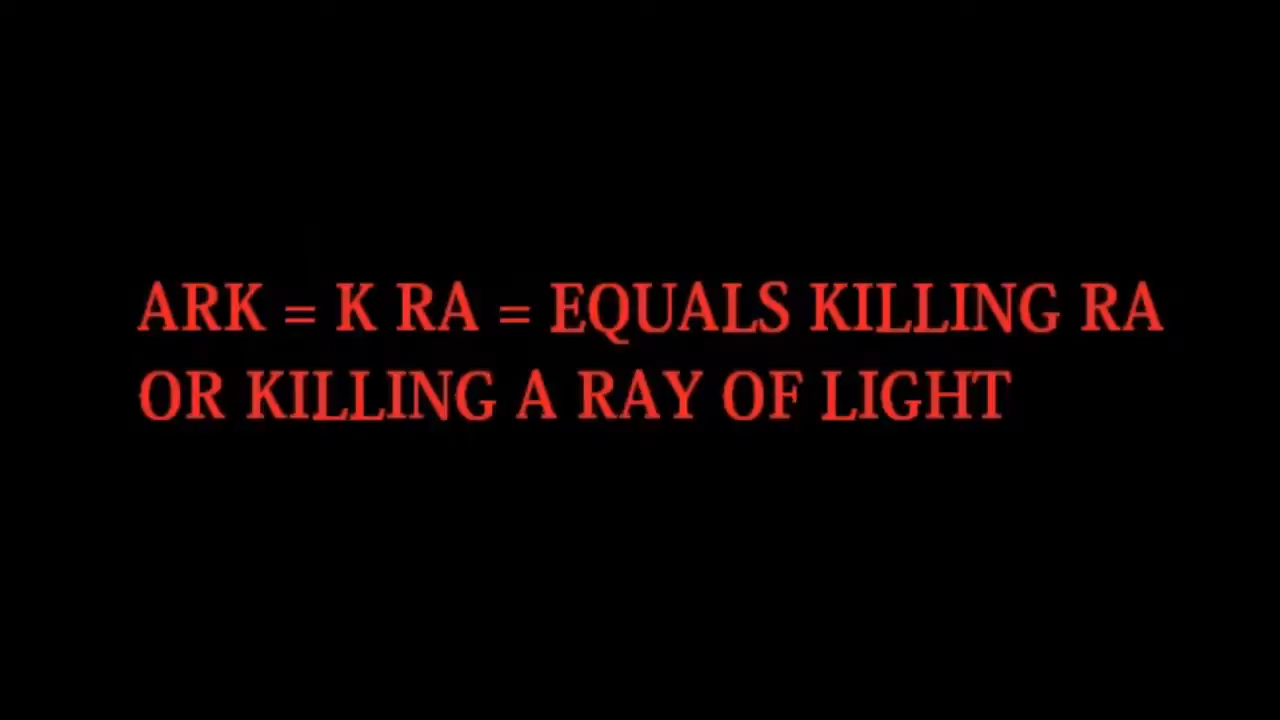 ARK = K RA = EQUALS KILLING RA
OR KILLING A RAY OF LIGHT